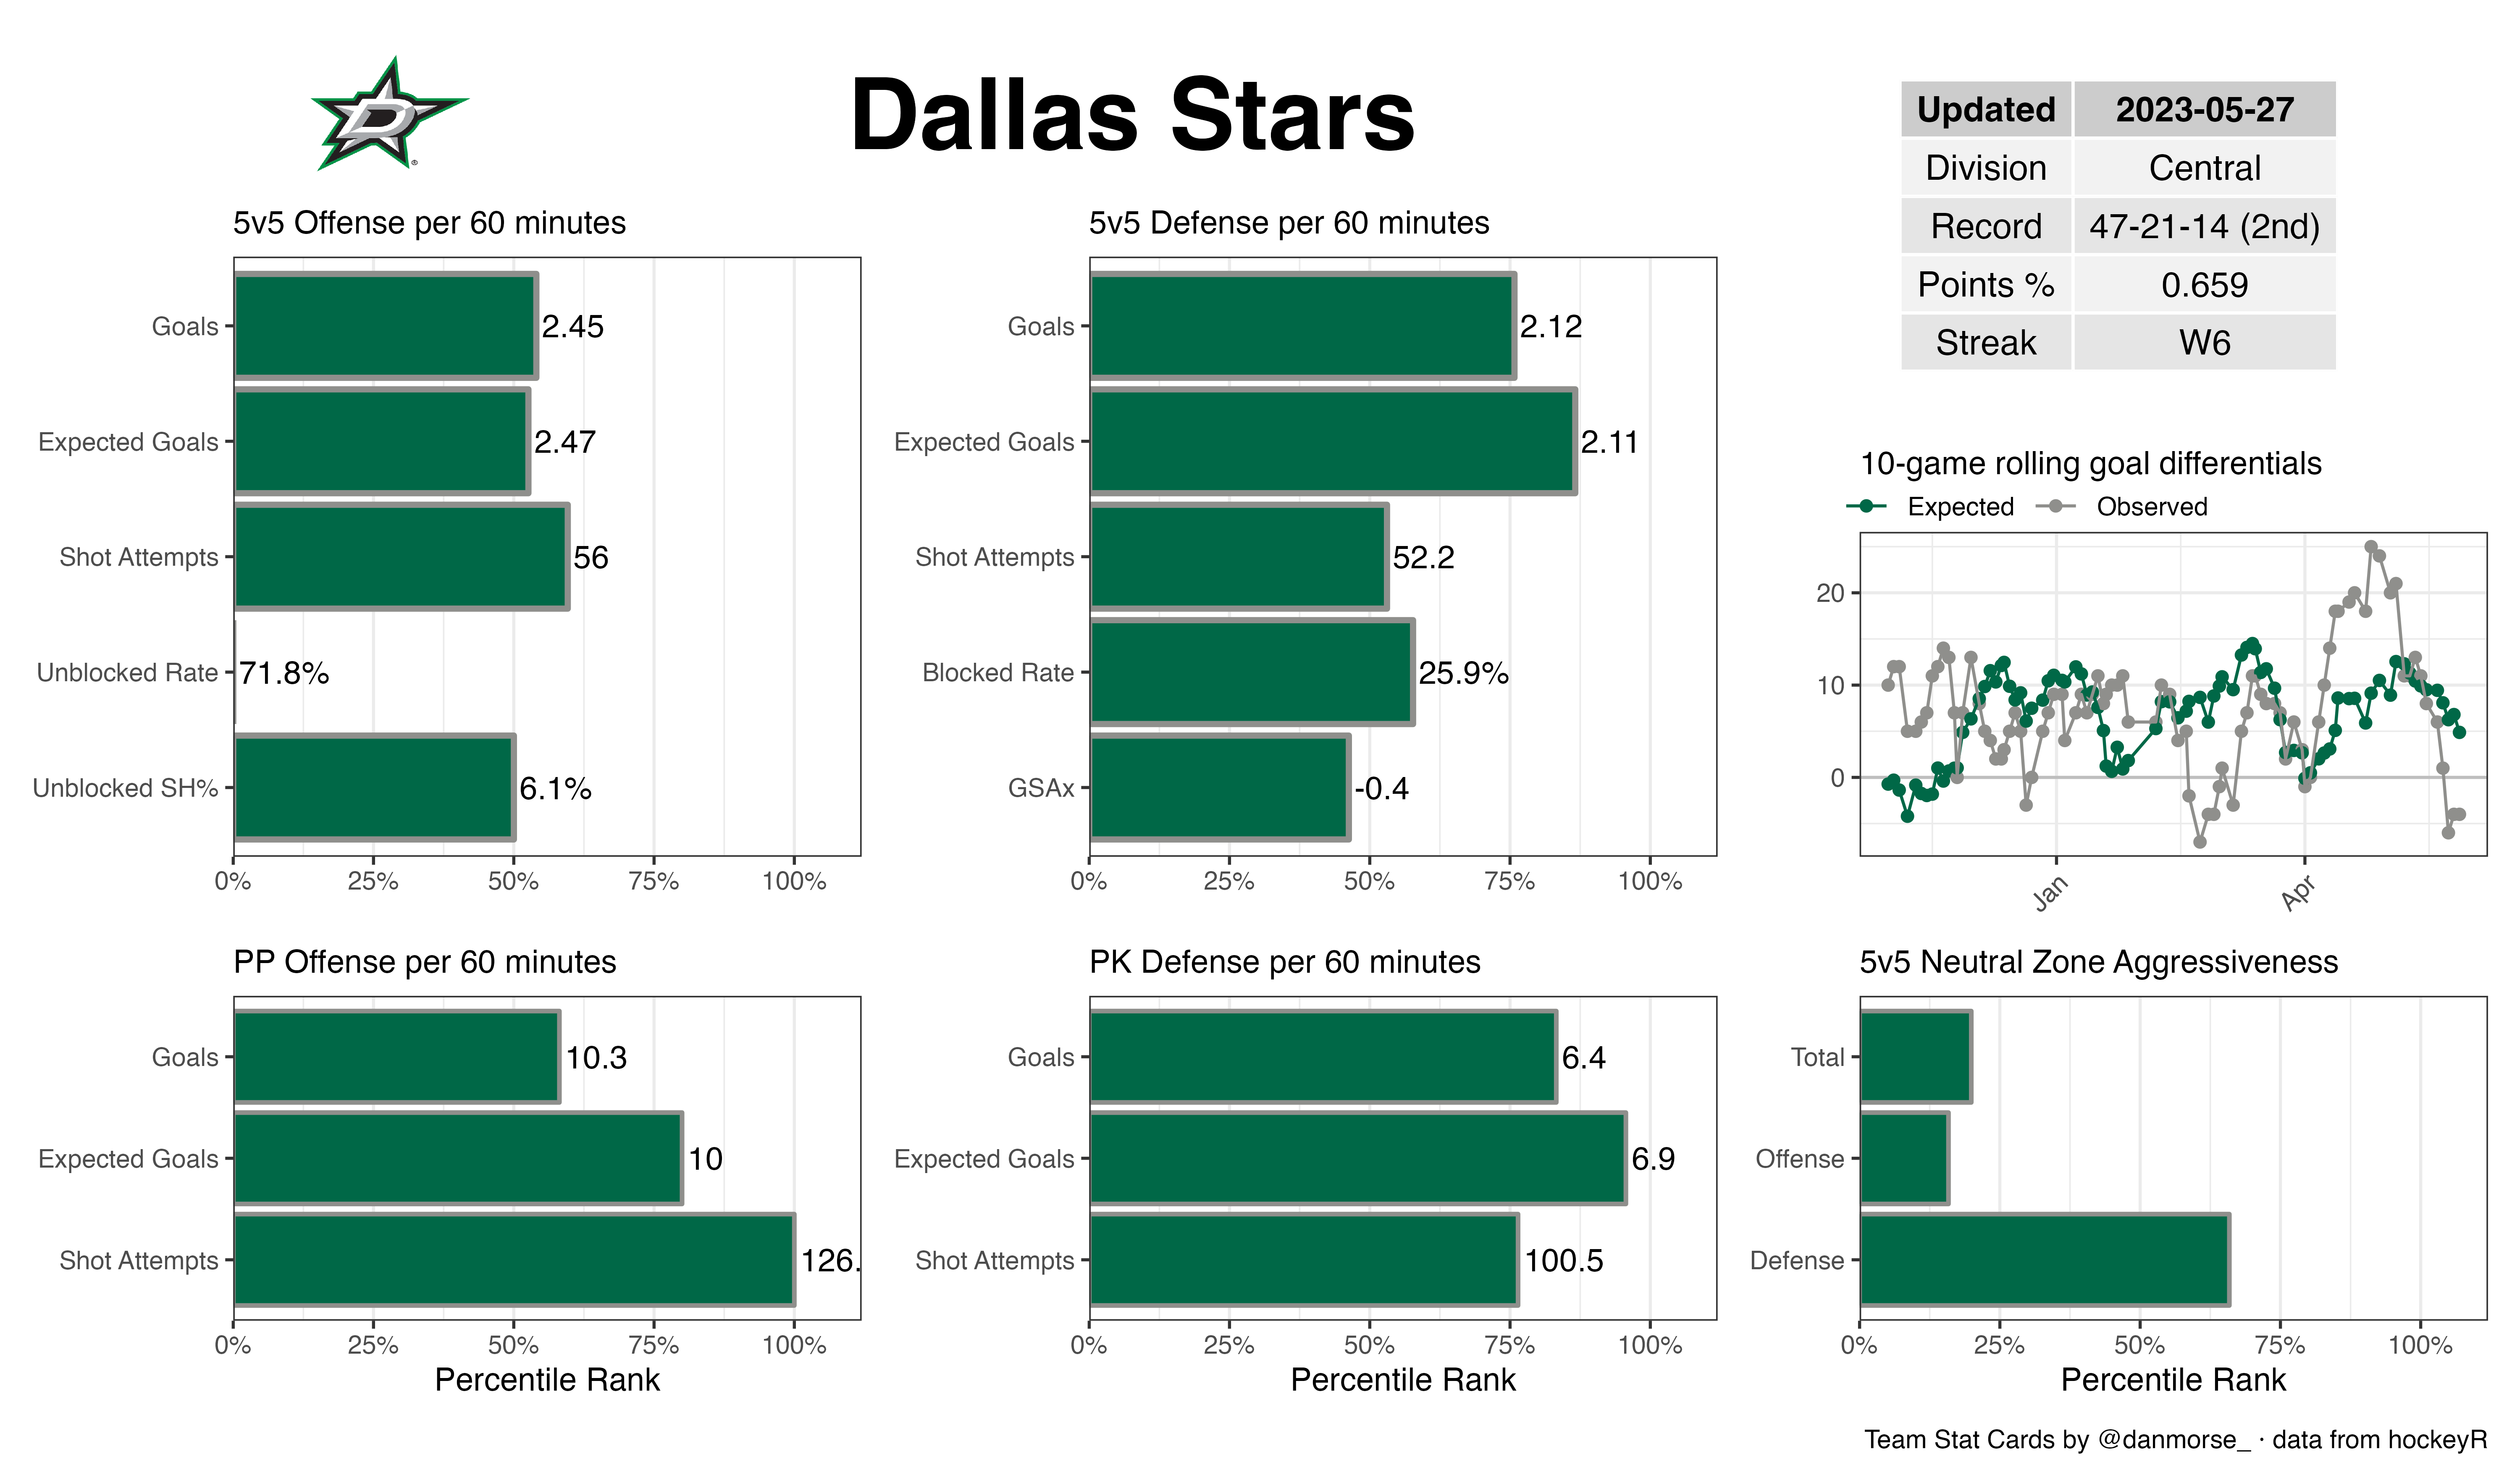 Dallas Stars
Updated 2023-05-27
Division Central
Record 47-21-14 (2nd)
Points % 0.659
Streak W6
5v5 Offense per 60 minutes
Goals 2.45
Expected Goals 2.47
Shot Attempts 56
Unblocked Rate 71.8%
Unblocked SH% 6.1%
0% 25% 50% 75% 100%
5v5 Defense per 60 minutes
Goals 2.12
Expected Goals 2.11
Shot Attempts 52.2
Blocked Rate 25.9%
GSAx -0.4
0% 25% 50% 75% 100%
10-game rolling goal differentials
Expected Observed
20
10
0
Jan Apr
PP Offense per 60 minutes
Goals 10.3
Expected Goals 10
Shot Attempts 126.
0% 25% 50% 75% 100%
Percentile Rank
PK Defense per 60 minutes
Goals 6.4
Expected Goals 6.9
Shot Attempts 100.5
0% 25% 50% 75% 100%
Percentile Rank
5v5 Neutral Zone Aggressiveness
Total
Offense
Defense
0% 25% 50% 75% 100%
Percentile Rank
Team Stat Cards by @danmorse_ · data from hockeyR